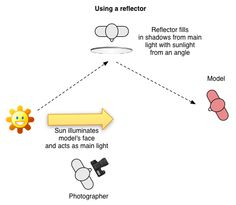 Using a reflector
Reflector fills
in shadows from main
light with sunlight
from an angle
Model
Sun illuminates
model's face
and acts as main light
Photographer